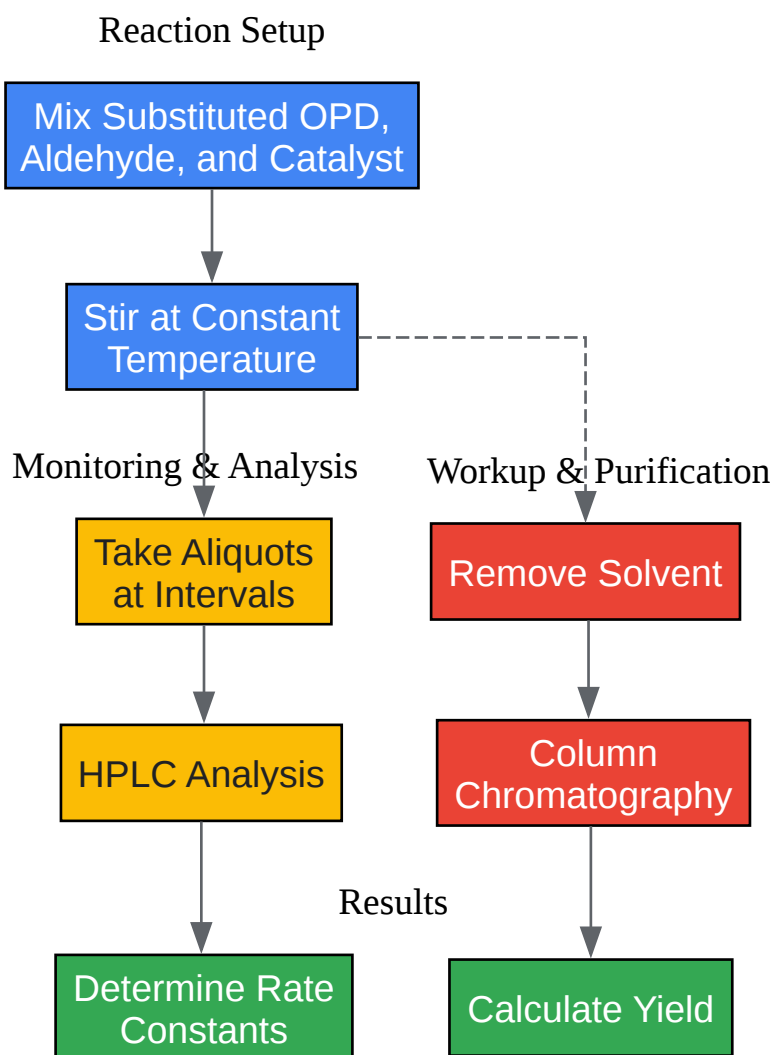 Reaction Setup
Mix Substituted OPD,
Aldehyde, and Catalyst
Stir at Constant
Temperature
Monitoring & Analysis
Workup & Purification
Take Aliquots
at Intervals
Remove Solvent
HPLC Analysis
Column
Chromatography
Results
Determine Rate
Constants
Calculate Yield